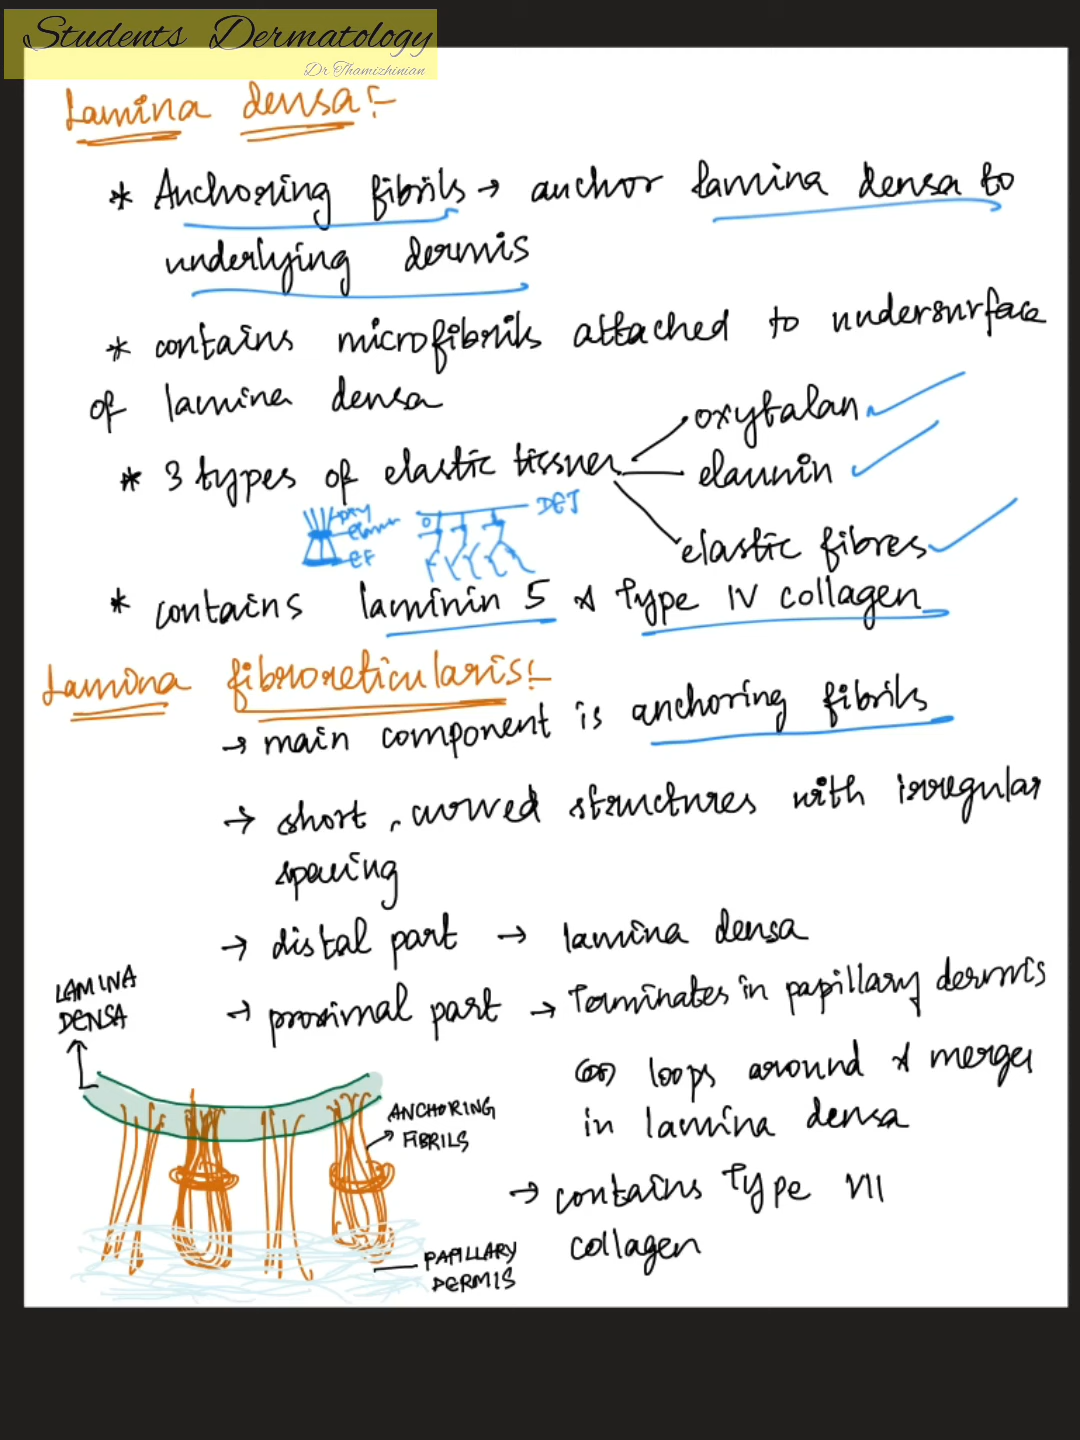 Students Dermatology
Dr Thamizhinian
Lamina densa:-
* Anchoring fibrils → anchor lamina densa to
underlying dermis
* contains microfibrils attached to undersurface
of lamina densa
* 3 types of elastic tissues
oxytalan
elaunin
elastic fibres
oxy
EF
DEJ
* contains laminin 5 & Type IV collagen
Lamina fibroreticularis:-
→ main component is anchoring fibrils
→ short, curved structures with irregular
spacing
→ distal part → lamina densa
→ proximal part → Terminates in papillary dermis
(or) loops around & merges
in lamina densa
→ contains Type VII
collagen
LAMINA
DENSA
ANCHORING
FIBRILS
PAPILLARY
DERMIS